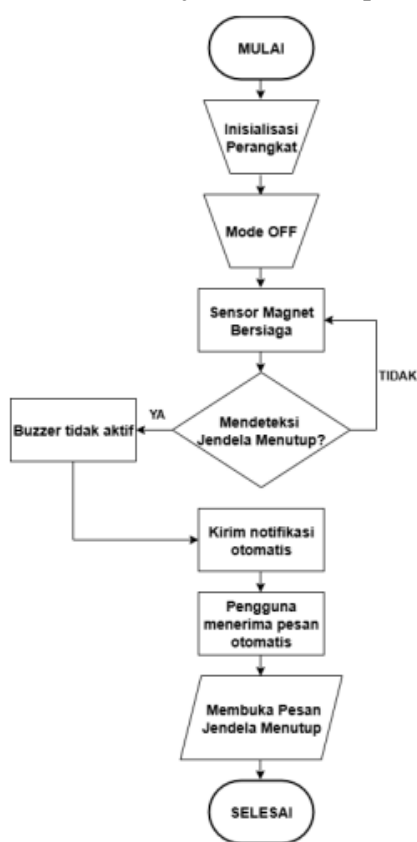 MULAI
Inisialisasi
Perangkat
Mode OFF
Sensor Magnet
Bersiaga
TIDAK
Mendeteksi
Jendela Menutup?
YA
Buzzer tidak aktif
Kirim notifikasi
otomatis
Pengguna
menerima pesan
otomatis
Membuka Pesan
Jendela Menutup
SELESAI